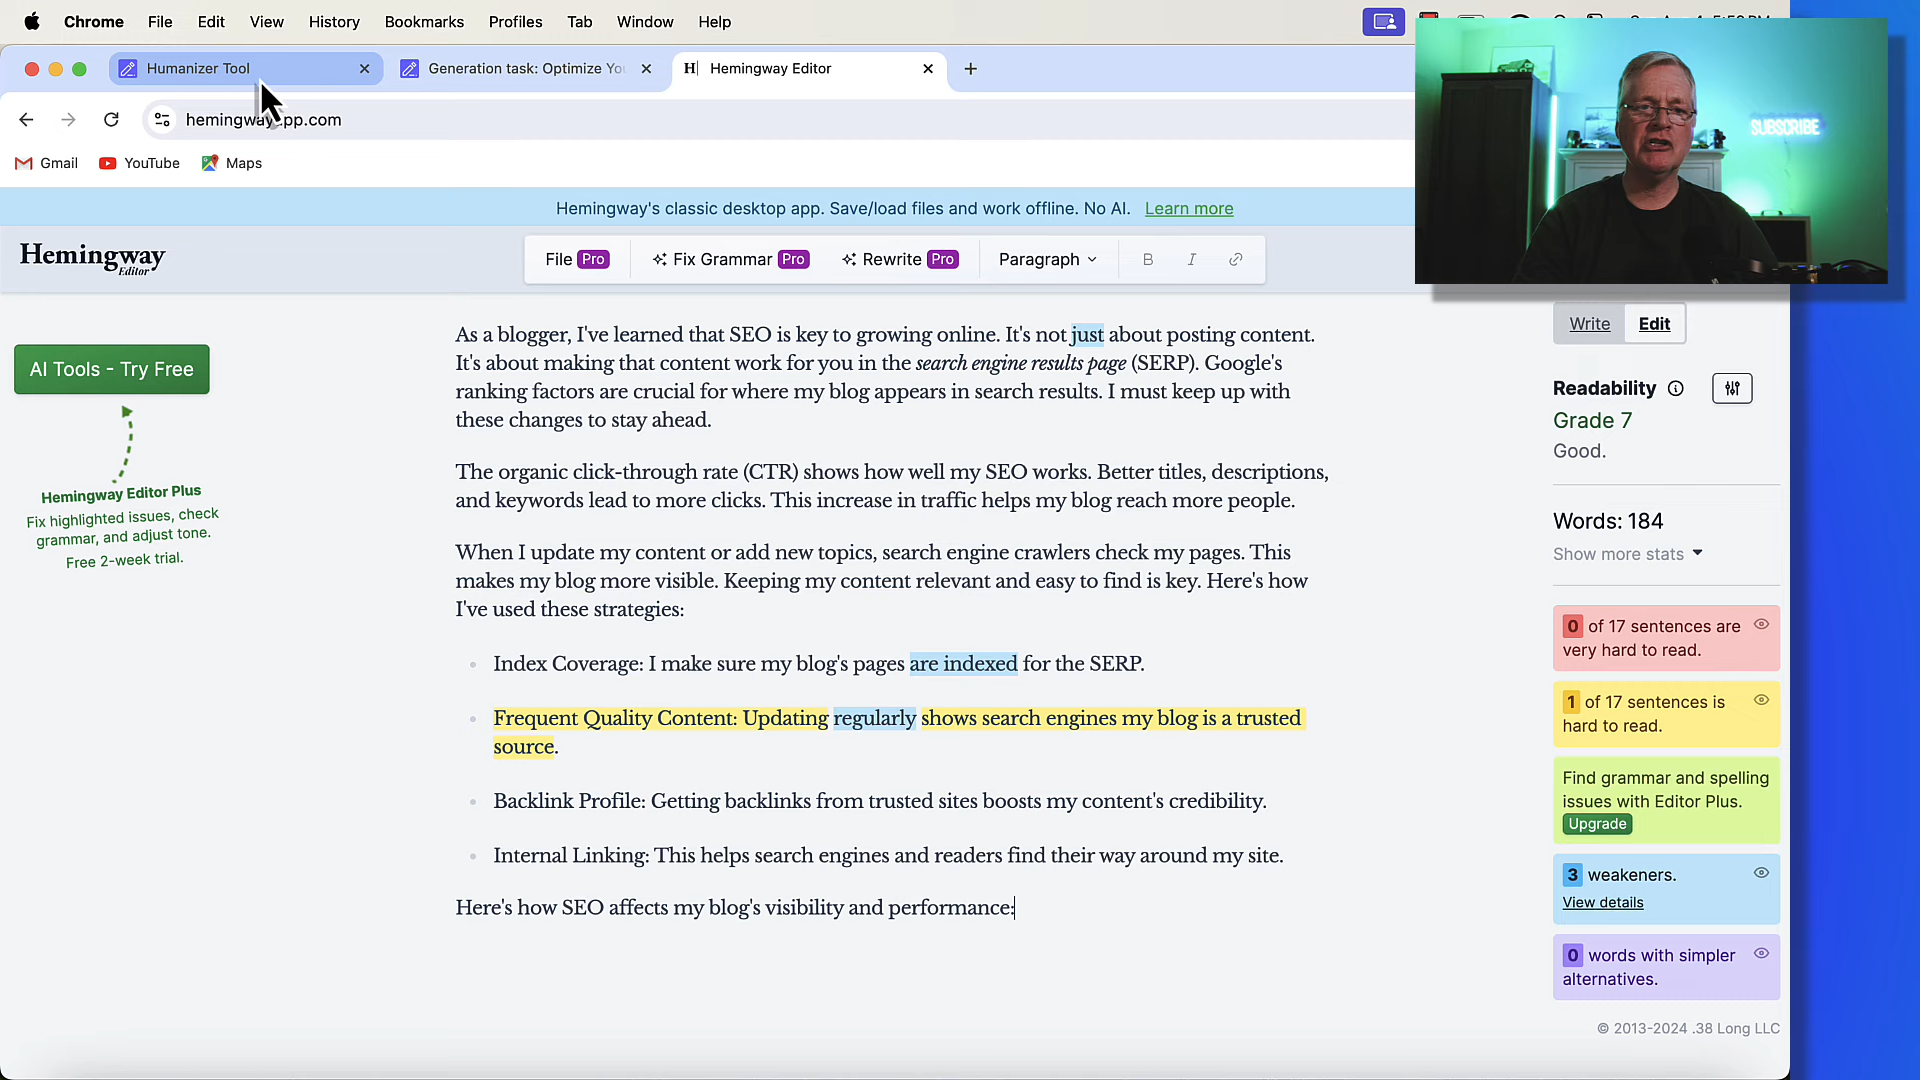 Chrome File Edit View History Bookmarks Profiles Tab Window Help
Humanizer Tool
Generation task: Optimize Yo
H Hemingway Editor
hemingwayapp.com
Gmail YouTube Maps
Hemingway's classic desktop app. Save/load files and work offline. No AI. Learn more
Hemingway
Editor
File Pro Fix Grammar Pro Rewrite Pro Paragraph B I
SUBSCRIBE
AI Tools - Try Free
Hemingway Editor Plus
Fix highlighted issues, check
grammar, and adjust tone.
Free 2-week trial.
As a blogger, I've learned that SEO is key to growing online. It's not just about posting content.
It's about making that content work for you in the search engine results page (SERP). Google's
ranking factors are crucial for where my blog appears in search results. I must keep up with
these changes to stay ahead.
The organic click-through rate (CTR) shows how well my SEO works. Better titles, descriptions,
and keywords lead to more clicks. This increase in traffic helps my blog reach more people.
When I update my content or add new topics, search engine crawlers check my pages. This
makes my blog more visible. Keeping my content relevant and easy to find is key. Here's how
I've used these strategies:
Index Coverage: I make sure my blog's pages are indexed for the SERP.
Frequent Quality Content: Updating regularly shows search engines my blog is a trusted
source.
Backlink Profile: Getting backlinks from trusted sites boosts my content's credibility.
Internal Linking: This helps search engines and readers find their way around my site.
Here's how SEO affects my blog's visibility and performance:
Write Edit
Readability
Grade 7
Good.
Words: 184
Show more stats
0 of 17 sentences are
very hard to read.
1 of 17 sentences is
hard to read.
Find grammar and spelling
issues with Editor Plus.
Upgrade
3 weakeners.
View details
0 words with simpler
alternatives.
© 2013-2024 .38 Long LLC